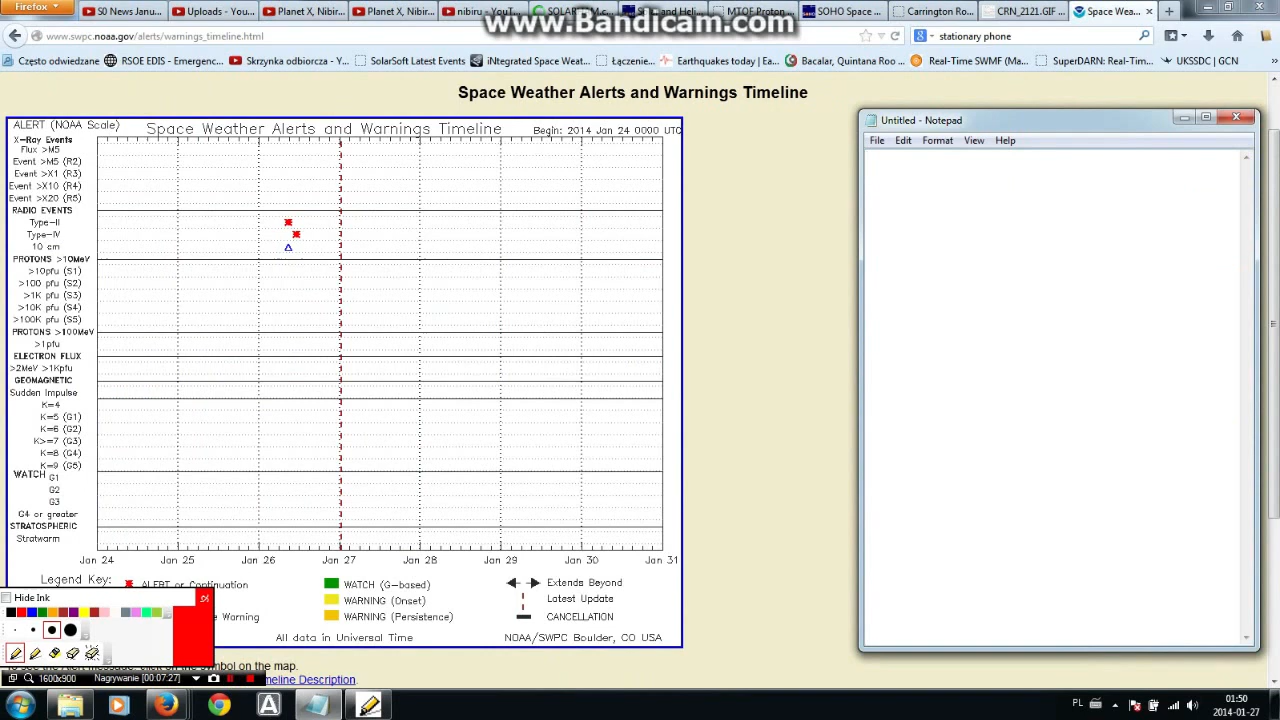 Firefox
S0 News Janu...
Uploads - You...
Planet X, Nibir...
Planet X, Nibir...
nibiru - YouT...
SOHO Space ...
Carrington Ro...
CRN_2121.GIF ...
Space Wea...
www.Bandicam.com
www.swpc.noaa.gov/alerts/warnings_timeline.html
stationary phone
Często odwiedzane
RSOE EDIS - Emergenc...
Skrzynka odbiorcza - Y...
SolarSoft Latest Events
iNtegrated Space Weat...
Łączenie...
Earthquakes today | Ea...
Bacalar, Quintana Roo ...
Real-Time SWMF (Ma...
SuperDARN: Real-Tim...
UKSSDC | GCN
Space Weather Alerts and Warnings Timeline
ALERT (NOAA Scale)
Space Weather Alerts and Warnings Timeline
Begin: 2014 Jan 24 0000 UTC
X-Ray Events
Flux >M5
Event >M5 (R2)
Event >X1 (R3)
Event >X10 (R4)
Event >X20 (R5)
RADIO EVENTS
Type-II
Type-IV
10 cm
PROTONS >10MeV
>10pfu (S1)
>100 pfu (S2)
>1K pfu (S3)
>10K pfu (S4)
>100K pfu (S5)
PROTONS >100MeV
>1pfu
ELECTRON FLUX
>2MeV >1Kpfu
GEOMAGNETIC
Sudden Impulse
K=4
K=5 (G1)
K=6 (G2)
K>=7 (G3)
K=8 (G4)
K=9 (G5)
WATCH G1
G2
G3
G4 or greater
STRATOSPHERIC
Stratwarm
Jan 24 Jan 25 Jan 26 Jan 27 Jan 28 Jan 29 Jan 30 Jan 31
Legend Key:
ALERT or Continuation
WATCH (G-based)
Extends Beyond
WARNING (Onset)
Latest Update
Warning
WARNING (Persistence)
CANCELLATION
All data in Universal Time
NOAA/SWPC Boulder, CO USA
message, click on the symbol on the map.
meline Description.
Untitled - Notepad
File Edit Format View Help
Hide Ink
1600x900
Nagrywanie [00:07:27]
PL
01:50
2014-01-27